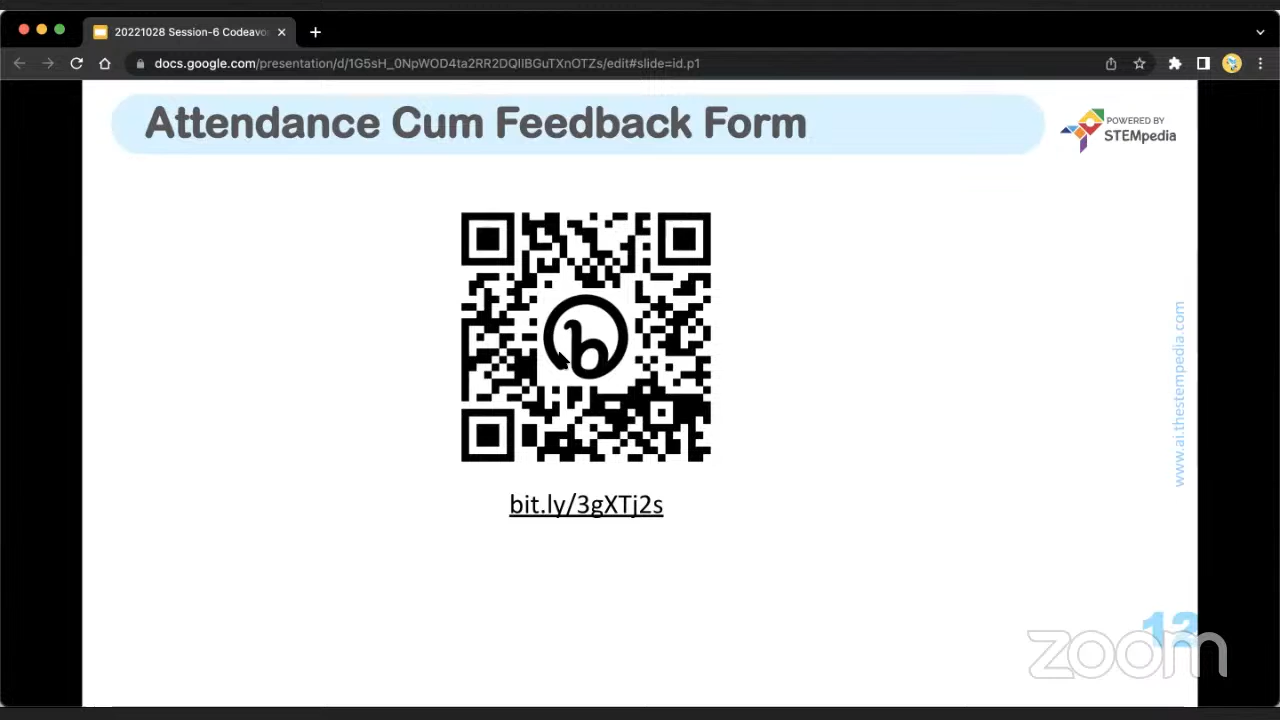 20221028 Session-6 Codeavo
docs.google.com/presentation/d/1G5sH_0NpWOD4ta2RR2DQIIBGuTXnOTZs/edit#slide=id.p1
Attendance Cum Feedback Form
POWERED BY
STEMpedia
b
bit.ly/3gXTj2s
www.ai.thestempedia.com
zoom